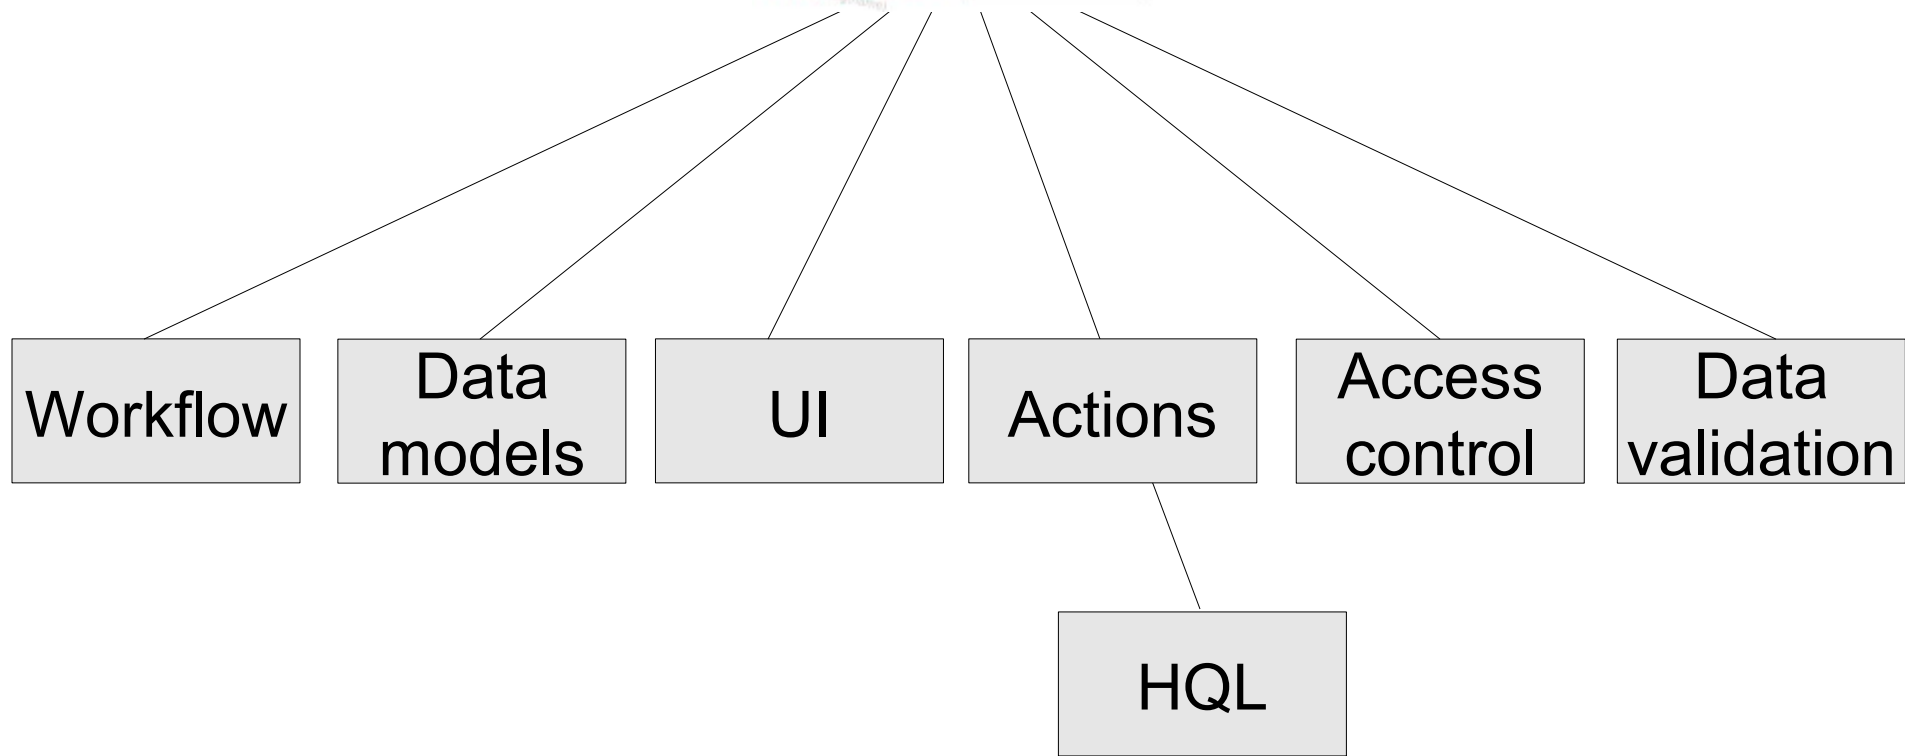 Workflow
Data
models
UI
Actions
Access
control
Data
validation
HQL